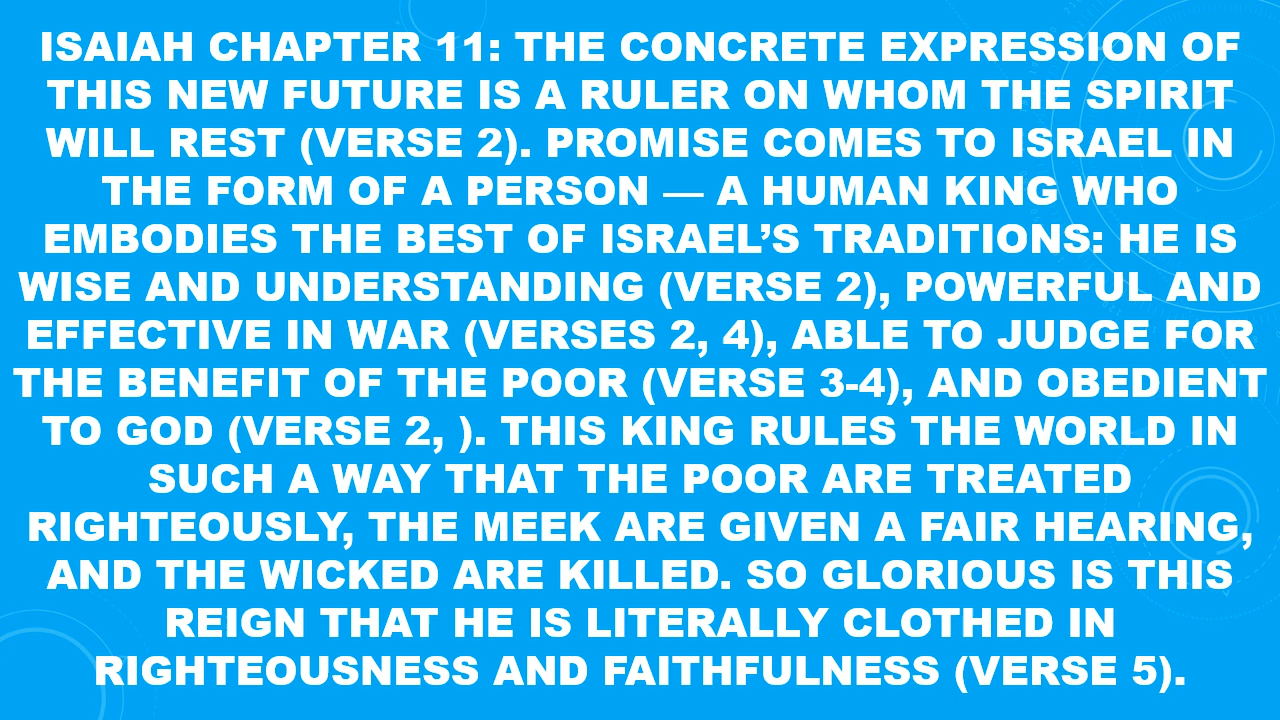 ISAIAH CHAPTER 11: THE CONCRETE EXPRESSION OF
THIS NEW FUTURE IS A RULER ON WHOM THE SPIRIT
WILL REST (VERSE 2). PROMISE COMES TO ISRAEL IN
THE FORM OF A PERSON — A HUMAN KING WHO
EMBODIES THE BEST OF ISRAEL’S TRADITIONS: HE IS
WISE AND UNDERSTANDING (VERSE 2), POWERFUL AND
EFFECTIVE IN WAR (VERSES 2, 4), ABLE TO JUDGE FOR
THE BENEFIT OF THE POOR (VERSE 3-4), AND OBEDIENT
TO GOD (VERSE 2, ). THIS KING RULES THE WORLD IN
SUCH A WAY THAT THE POOR ARE TREATED
RIGHTEOUSLY, THE MEEK ARE GIVEN A FAIR HEARING,
AND THE WICKED ARE KILLED. SO GLORIOUS IS THIS
REIGN THAT HE IS LITERALLY CLOTHED IN
RIGHTEOUSNESS AND FAITHFULNESS (VERSE 5).